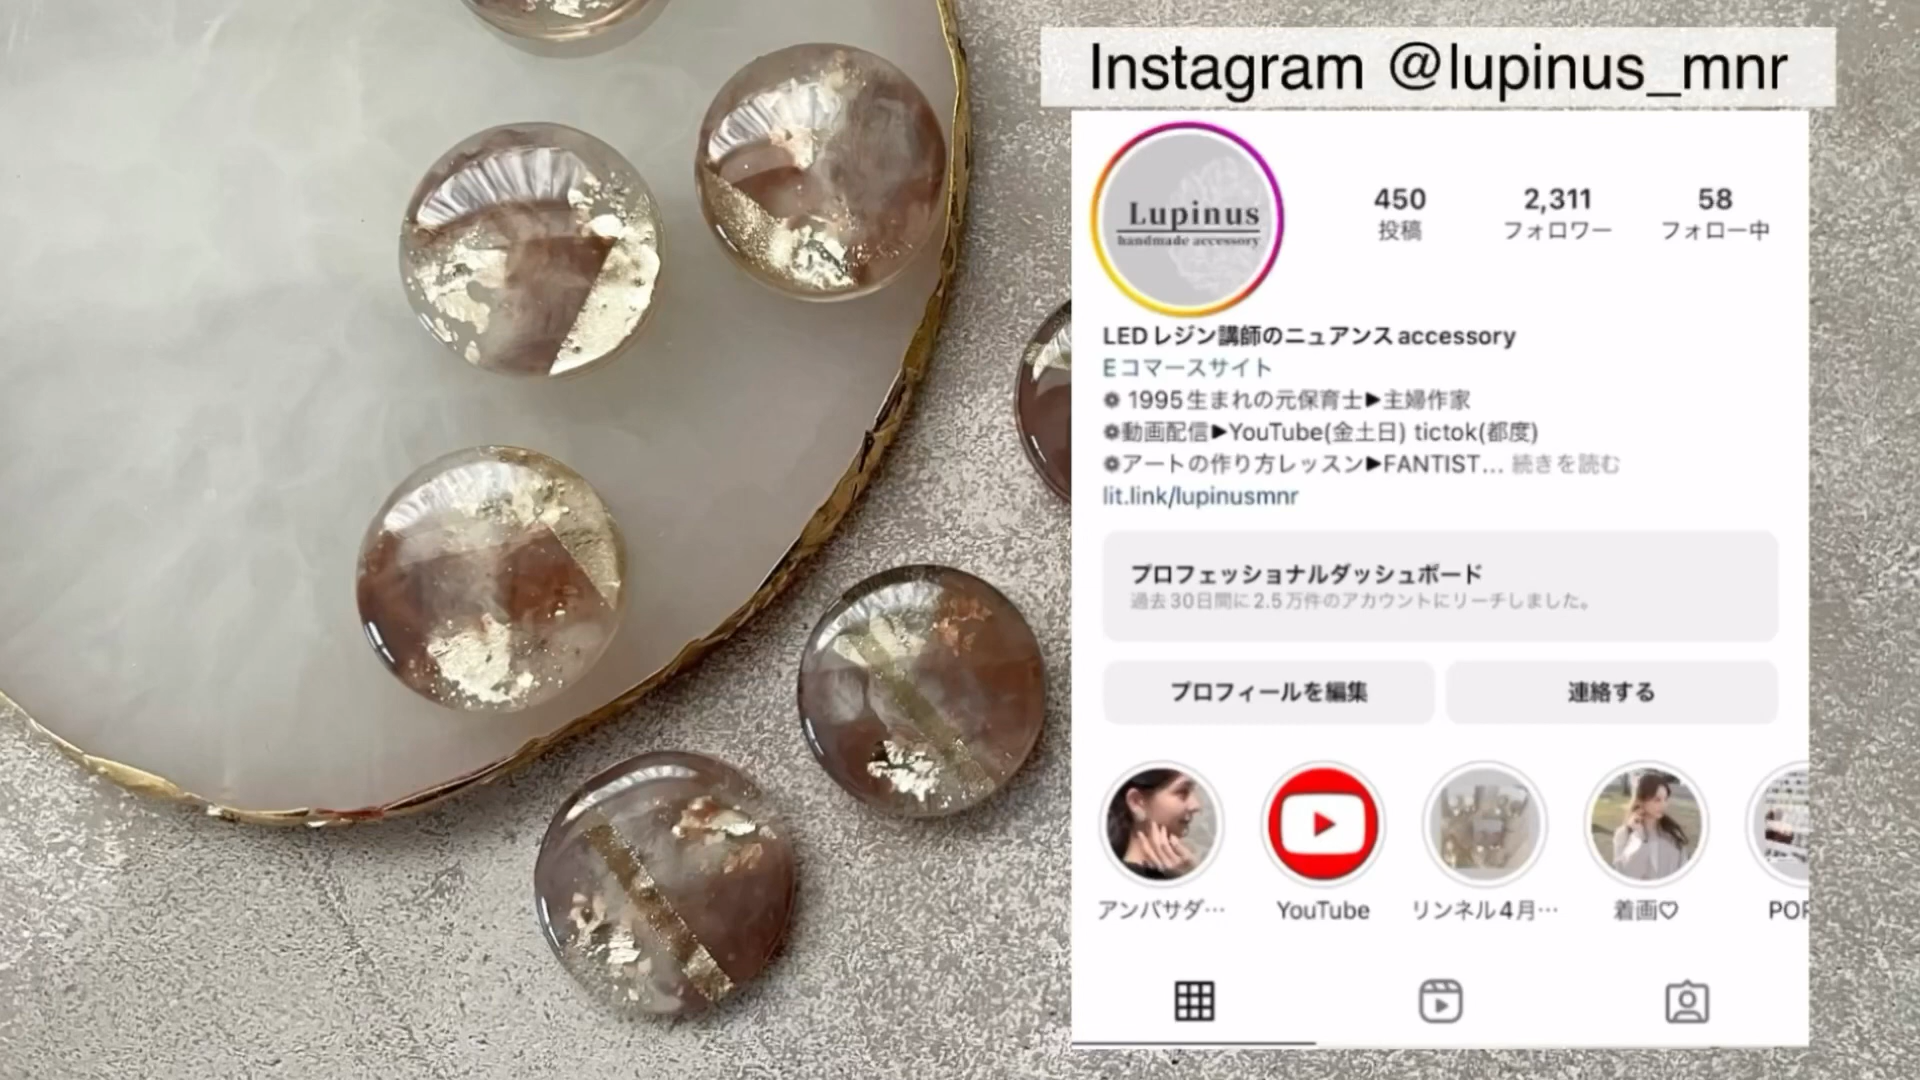 Instagram @lupinus_mnr
Lupinus
handmade accessory
450
投稿
2,311
フォロワー
58
フォロー中
LEDレジン講師のニュアンスaccessory
Eコマースサイト
❁ 1995生まれの元保育士▶主婦作家
❁動画配信▶YouTube(金土日) tictok(都度)
❁アートの作り方レッスン▶FANTIST... 続きを読む
lit.link/lupinusmnr
プロフェッショナルダッシュボード
過去30日間に2.5万件のアカウントにリーチしました。
プロフィールを編集
連絡する
アンバサダ…
YouTube
リンネル4月…
着画♡
POP